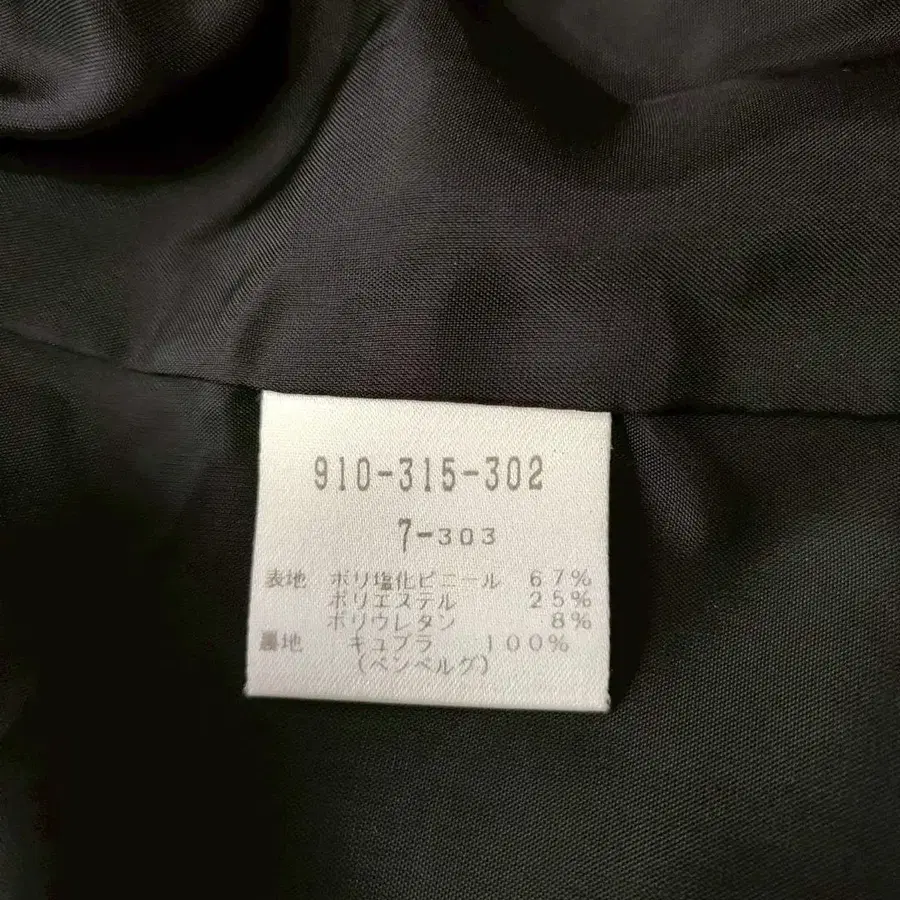 910-315-302
7-303
表地 ポリ塩化ビニール 67%
ポリエステル 25%
ポリウレタン 8%
裏地 キュプラ 100%
(ベンベルグ)